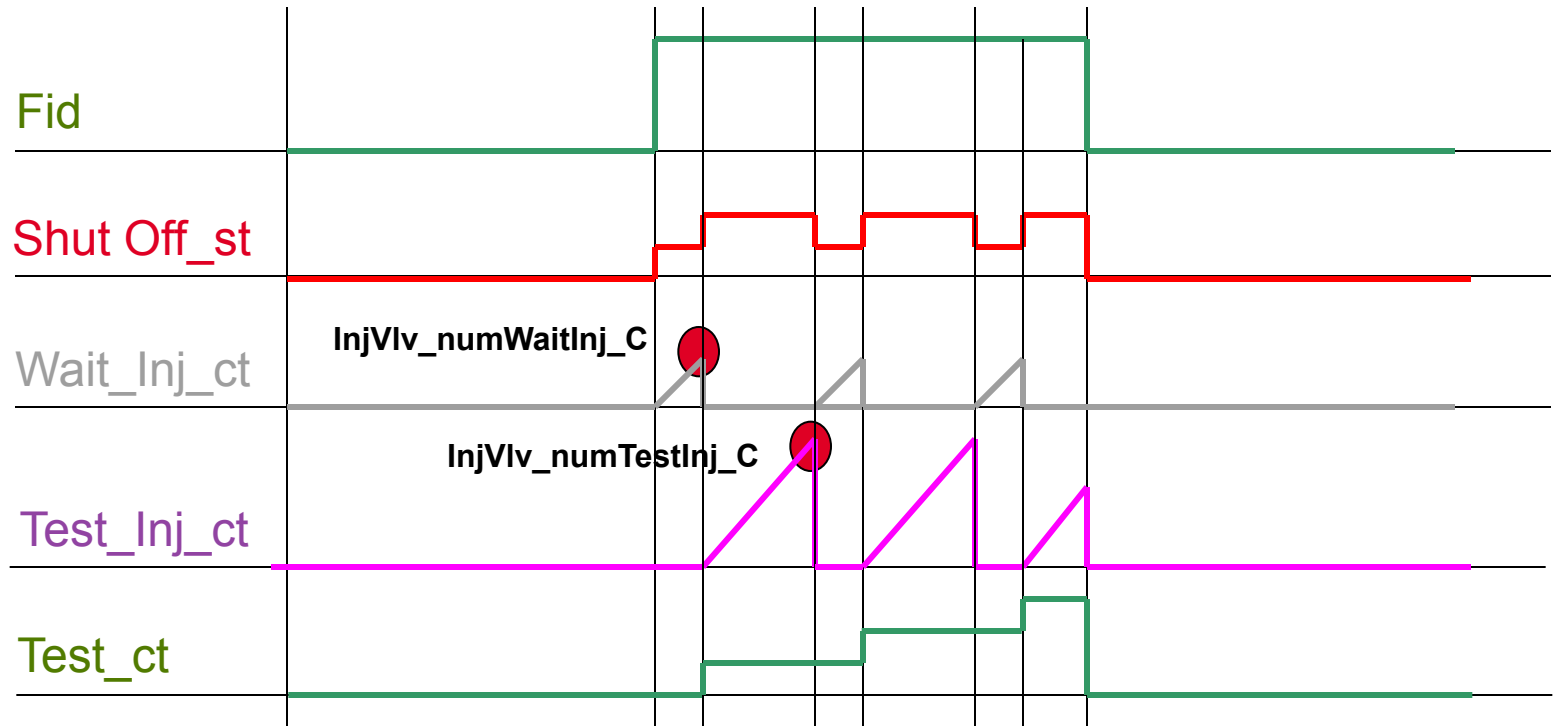 Fid
Shut Off_st
InjVlv_numWaitInj_C
Wait_Inj_ct
InjVlv_numTestInj_C
Test_Inj_ct
Test_ct